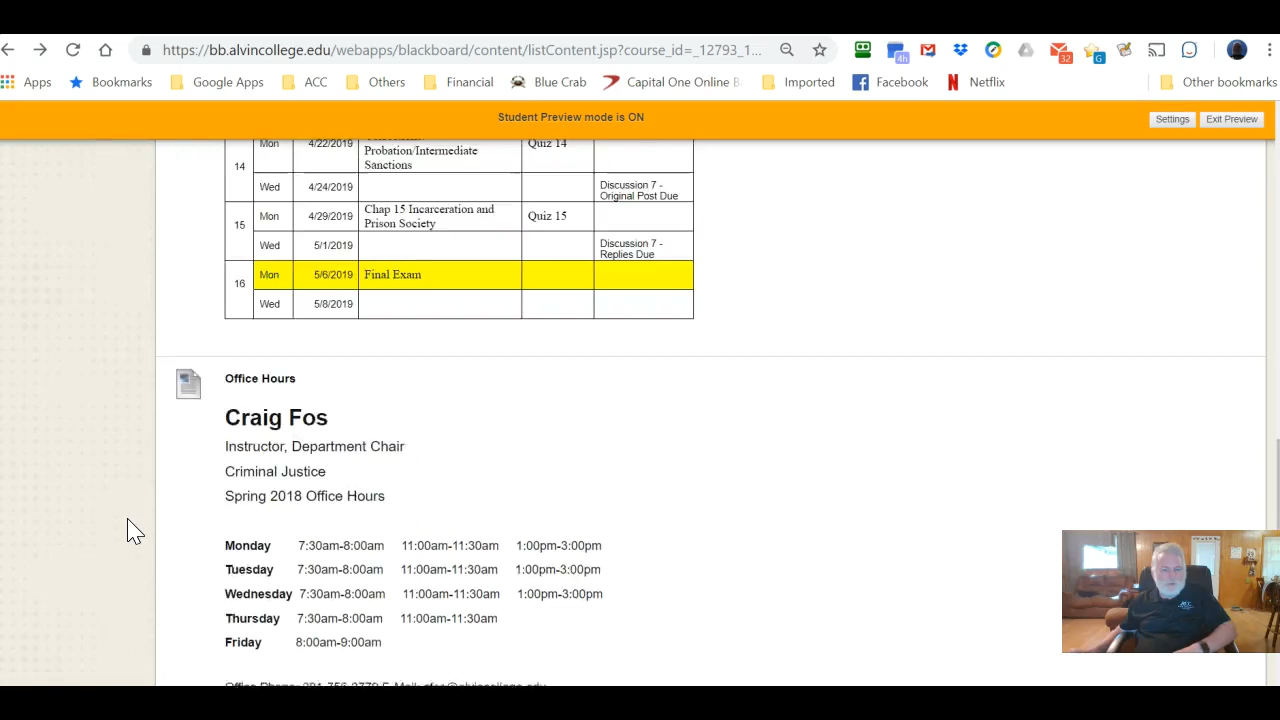 https://bb.alvincollege.edu/webapps/blackboard/content/listContent.jsp?course_id=_12793_1...
4h
32
G
Apps Bookmarks Google Apps ACC Others Financial Blue Crab Capital One Online B Imported Facebook Netflix Other bookmarks
Student Preview mode is ON
Settings Exit Preview
14
Mon 4/22/2019 Probation/Intermediate Sanctions Quiz 14
Wed 4/24/2019 Discussion 7 - Original Post Due
15
Mon 4/29/2019 Chap 15 Incarceration and Prison Society Quiz 15
Wed 5/1/2019 Discussion 7 - Replies Due
16
Mon 5/6/2019 Final Exam
Wed 5/8/2019
Office Hours
Craig Fos
Instructor, Department Chair
Criminal Justice
Spring 2018 Office Hours
Monday 7:30am-8:00am 11:00am-11:30am 1:00pm-3:00pm
Tuesday 7:30am-8:00am 11:00am-11:30am 1:00pm-3:00pm
Wednesday 7:30am-8:00am 11:00am-11:30am 1:00pm-3:00pm
Thursday 7:30am-8:00am 11:00am-11:30am
Friday 8:00am-9:00am